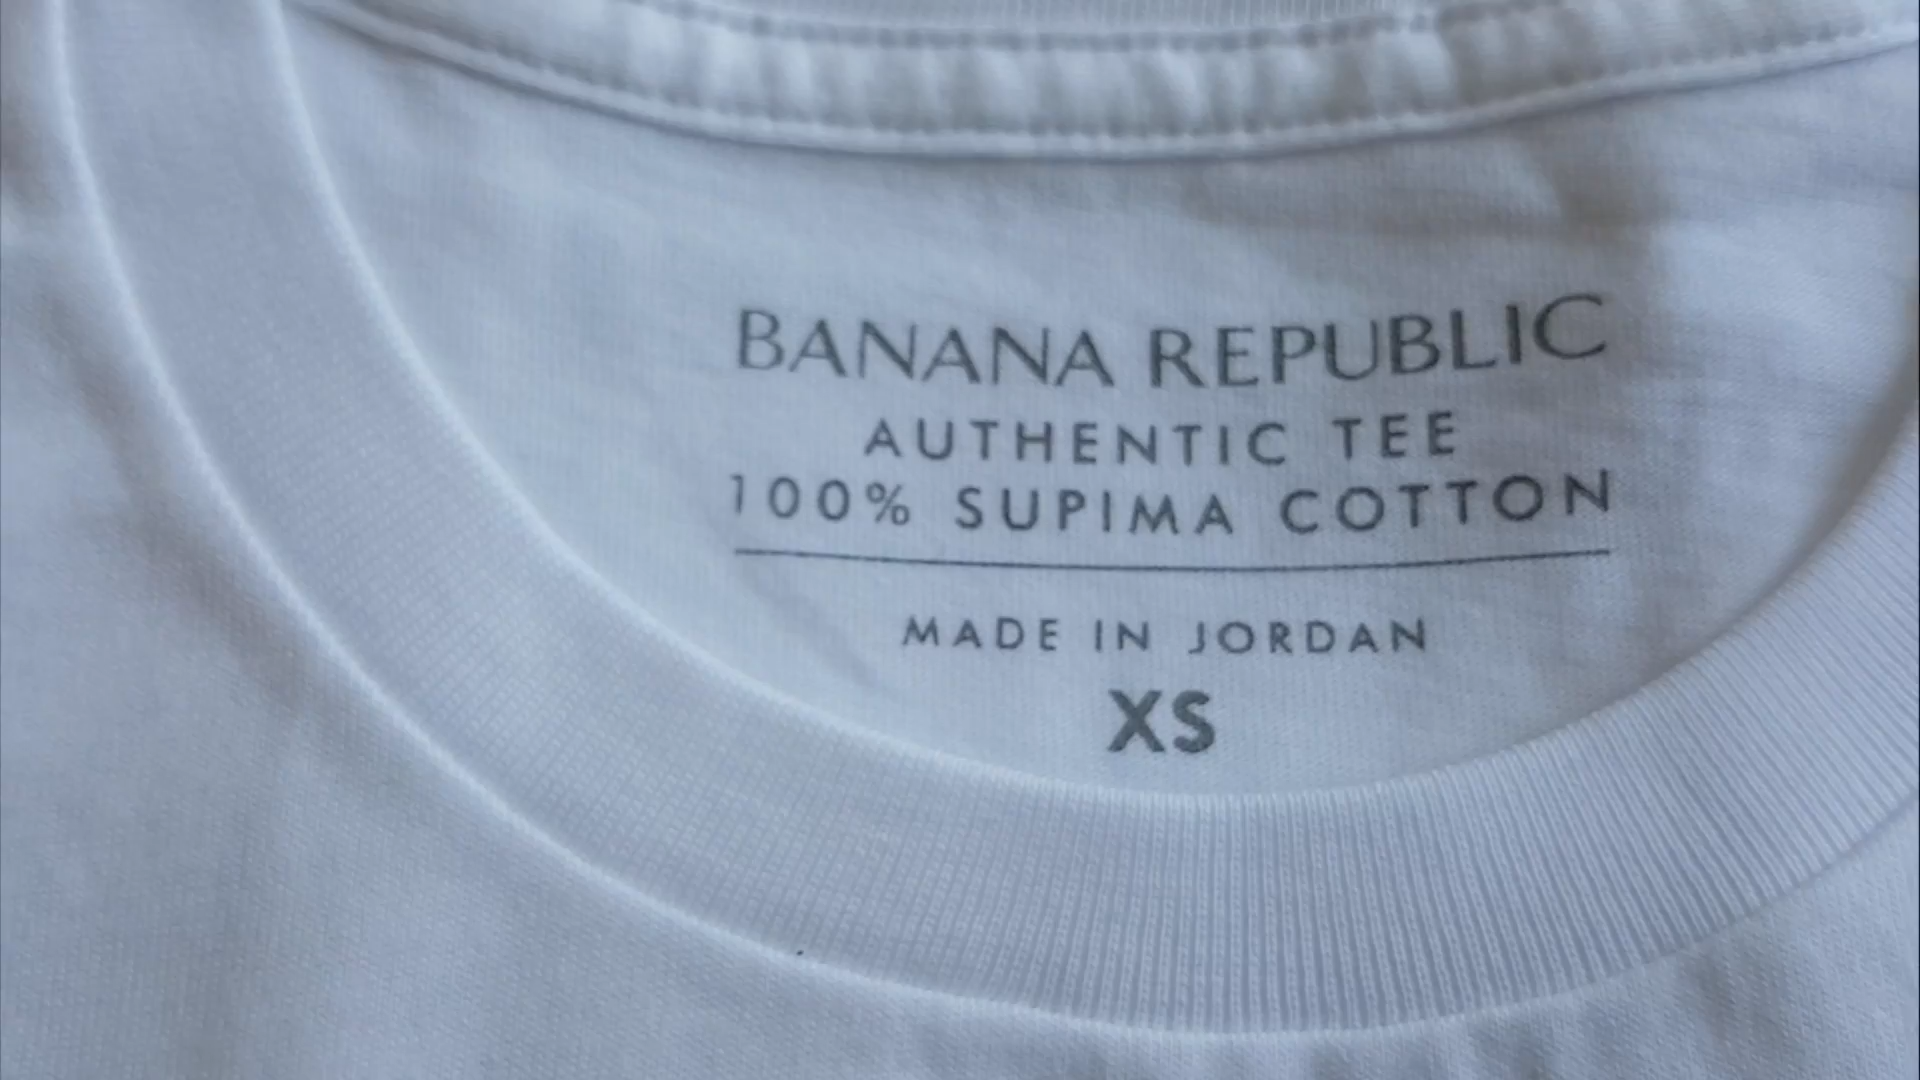 BANANA REPUBLIC
AUTHENTIC TEE
100% SUPIMA COTTON
MADE IN JORDAN
XS